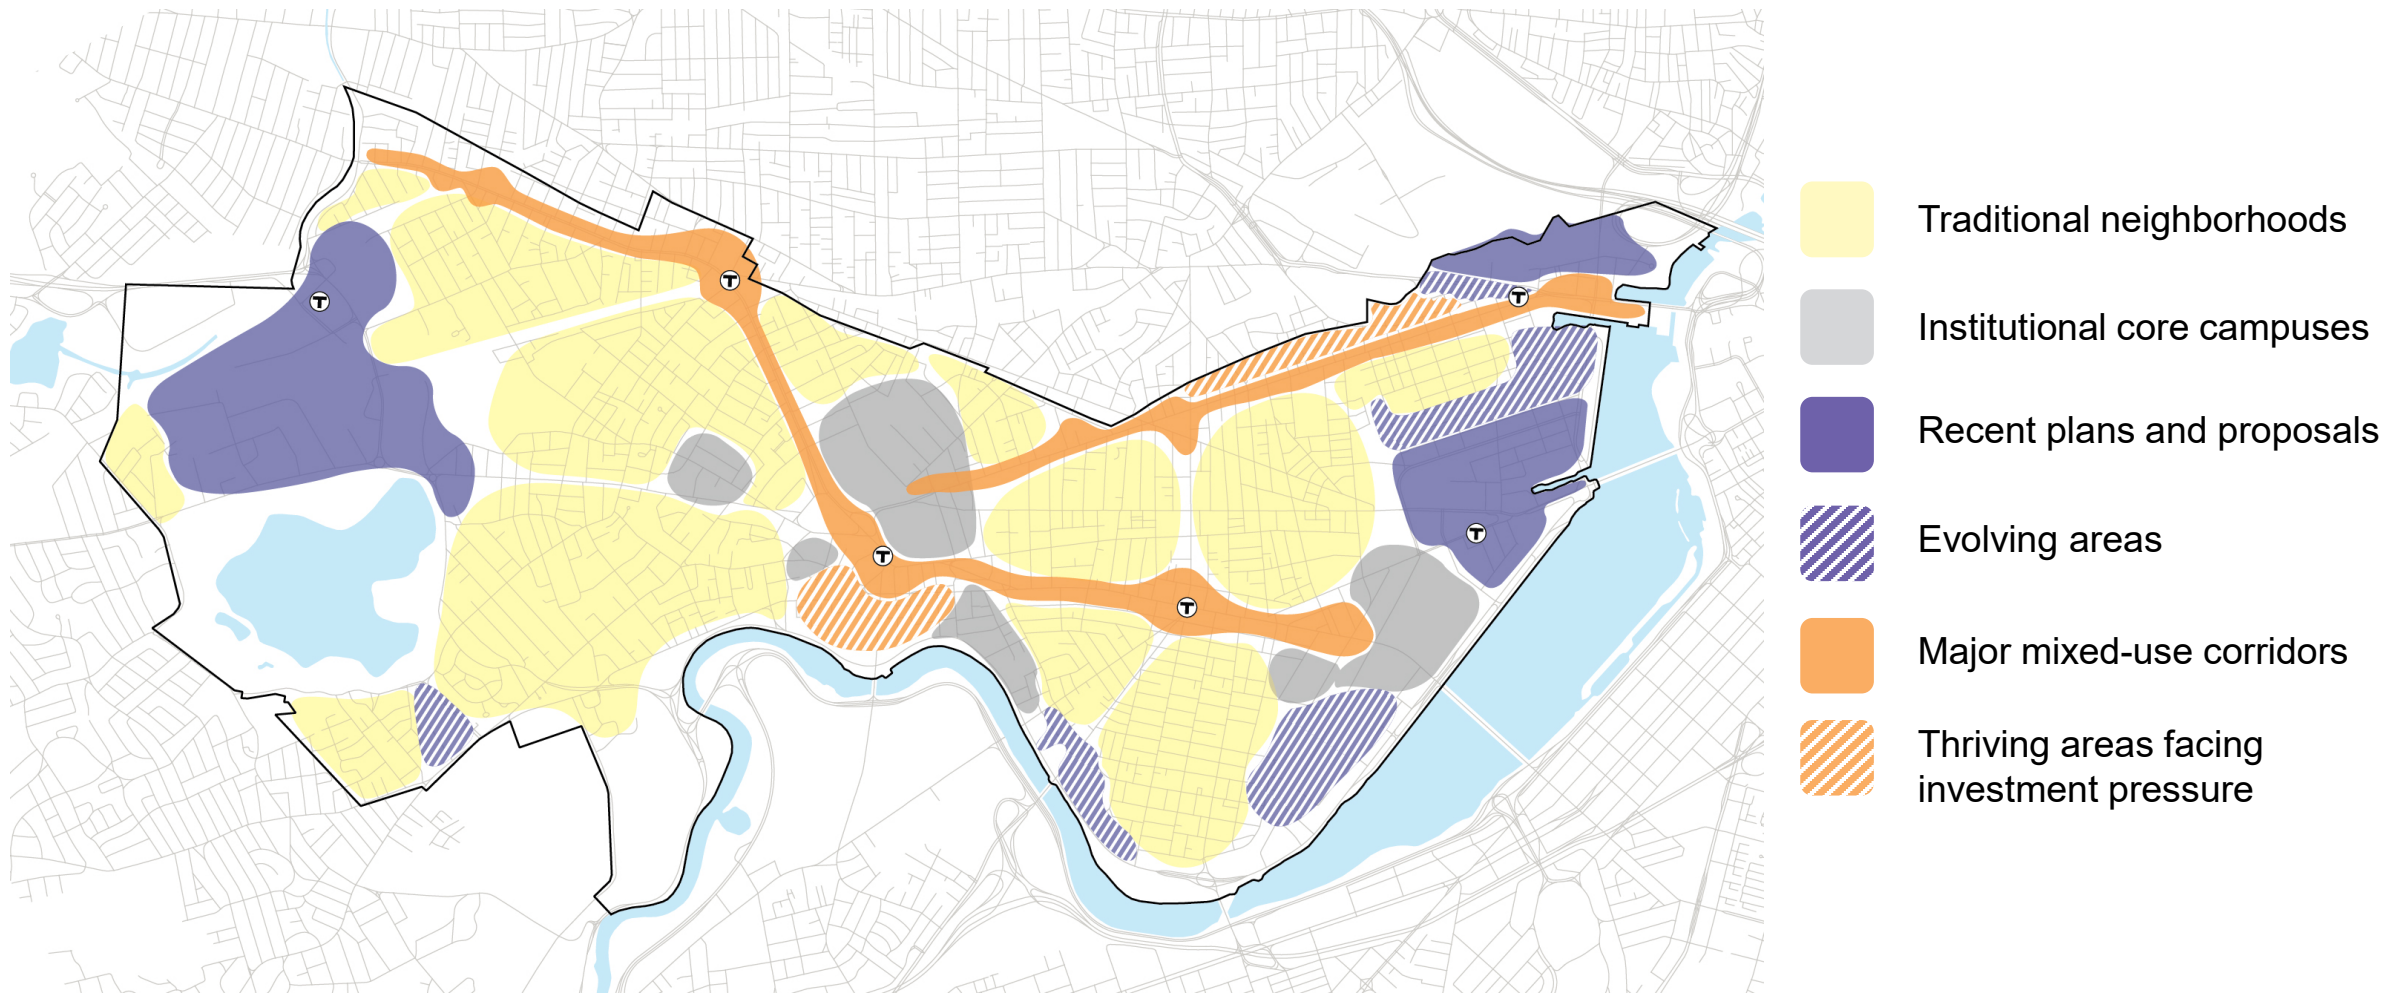 T
T
T
T
T
T
Traditional neighborhoods
Institutional core campuses
Recent plans and proposals
Evolving areas
Major mixed-use corridors
Thriving areas facing
investment pressure